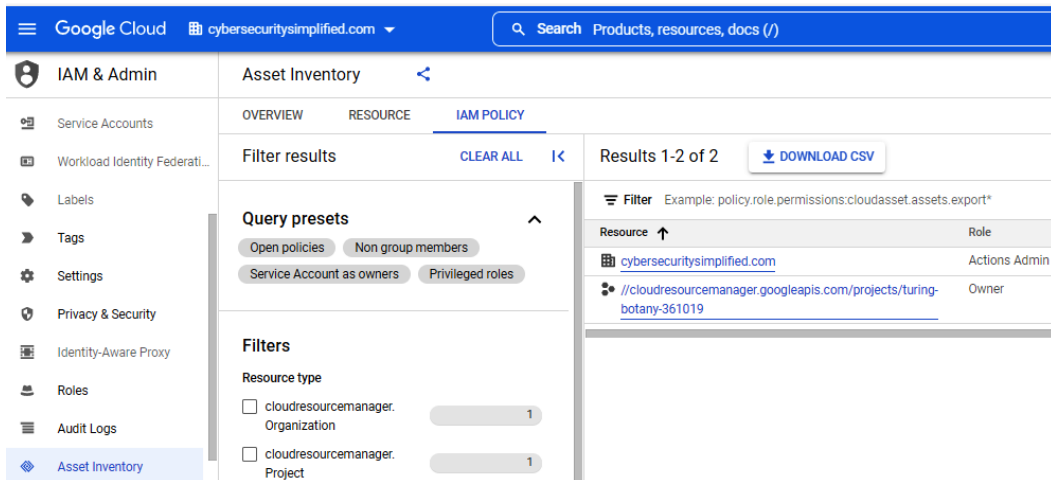 Google Cloud
cybersecuritysimplified.com
Search Products, resources, docs (/)
IAM & Admin
Service Accounts
Workload Identity Federati...
Labels
Tags
Settings
Privacy & Security
Identity-Aware Proxy
Roles
Audit Logs
Asset Inventory
Asset Inventory
OVERVIEW RESOURCE IAM POLICY
Filter results CLEAR ALL
Query presets
Open policies Non group members
Service Account as owners Privileged roles
Filters
Resource type
cloudresourcemanager.
Organization
1
cloudresourcemanager.
Project
1
Results 1-2 of 2 DOWNLOAD CSV
Filter Example: policy.role.permissions:cloudasset.assets.export*
Resource Role
cybersecuritysimplified.com Actions Admin
//cloudresourcemanager.googleapis.com/projects/turing- Owner
botany-361019